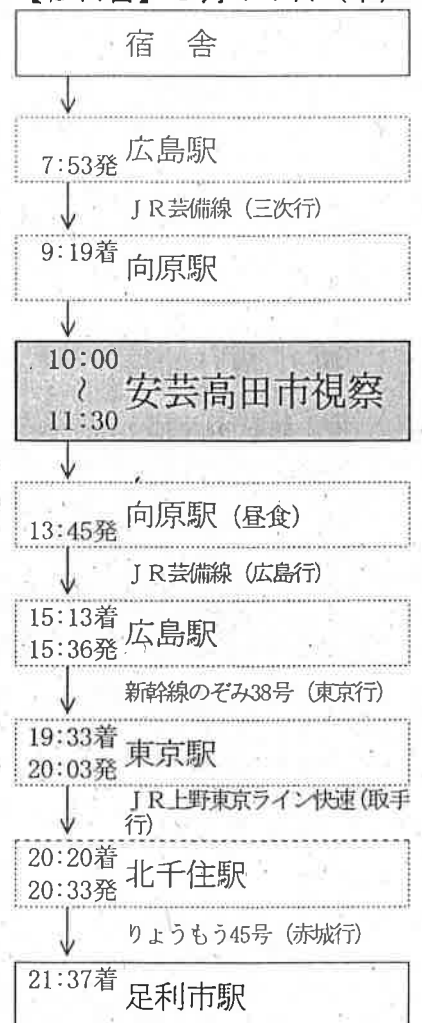 宿 舎
広島駅
7:53発
JR芸備線(三次行)
9:19着
向原駅
10:00
～
安芸高田市視察
11:30
向原駅(昼食)
13:45発
JR芸備線(広島行)
15:13着
広島駅
15:36発
新幹線のぞみ38号(東京行)
19:33着
東京駅
20:03発
JR上野東京ライン快速(取手
行)
20:20着
北千住駅
20:33発
りょうもう45号(赤城行)
21:37着
足利市駅